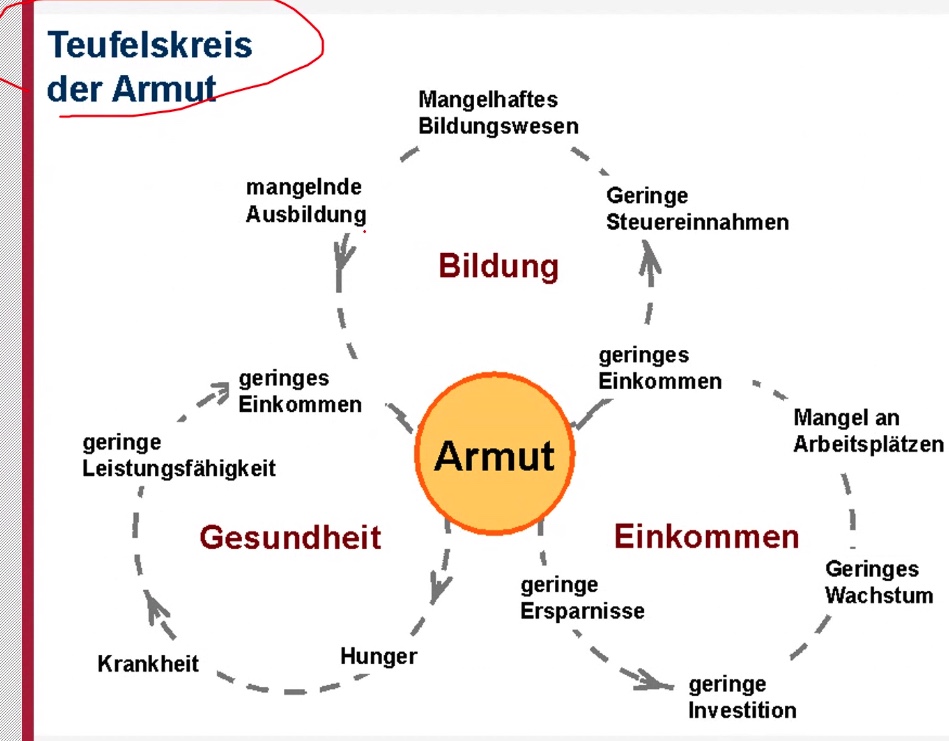 Teufelskreis
der Armut
Mangelhaftes
Bildungswesen
mangelnde
Ausbildung
Geringe
Steuereinnahmen
Bildung
geringes
Einkommen
geringes
Einkommen
Mangel an
Arbeitsplätzen
geringe
Leistungsfähigkeit
Armut
Gesundheit
Einkommen
geringe
Ersparnisse
Geringes
Wachstum
Krankheit
Hunger
geringe
Investition